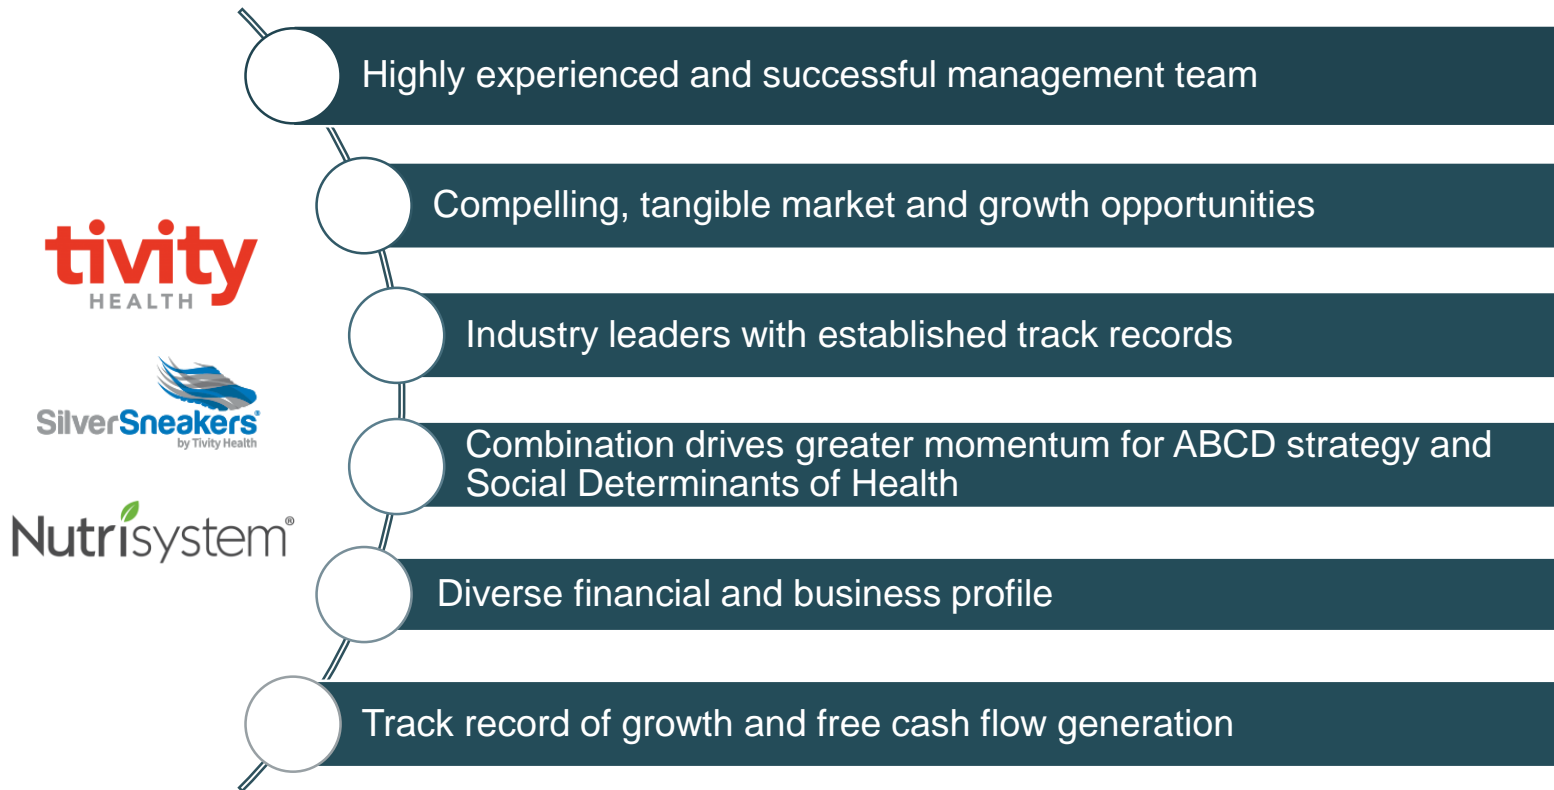 Highly experienced and successful management team
Compelling, tangible market and growth opportunities
tivity
HEALTH
Industry leaders with established track records
SilverSneakers®
by Tivity Health
Combination drives greater momentum for ABCD strategy and
Social Determinants of Health
Nutrisystem®
Diverse financial and business profile
Track record of growth and free cash flow generation